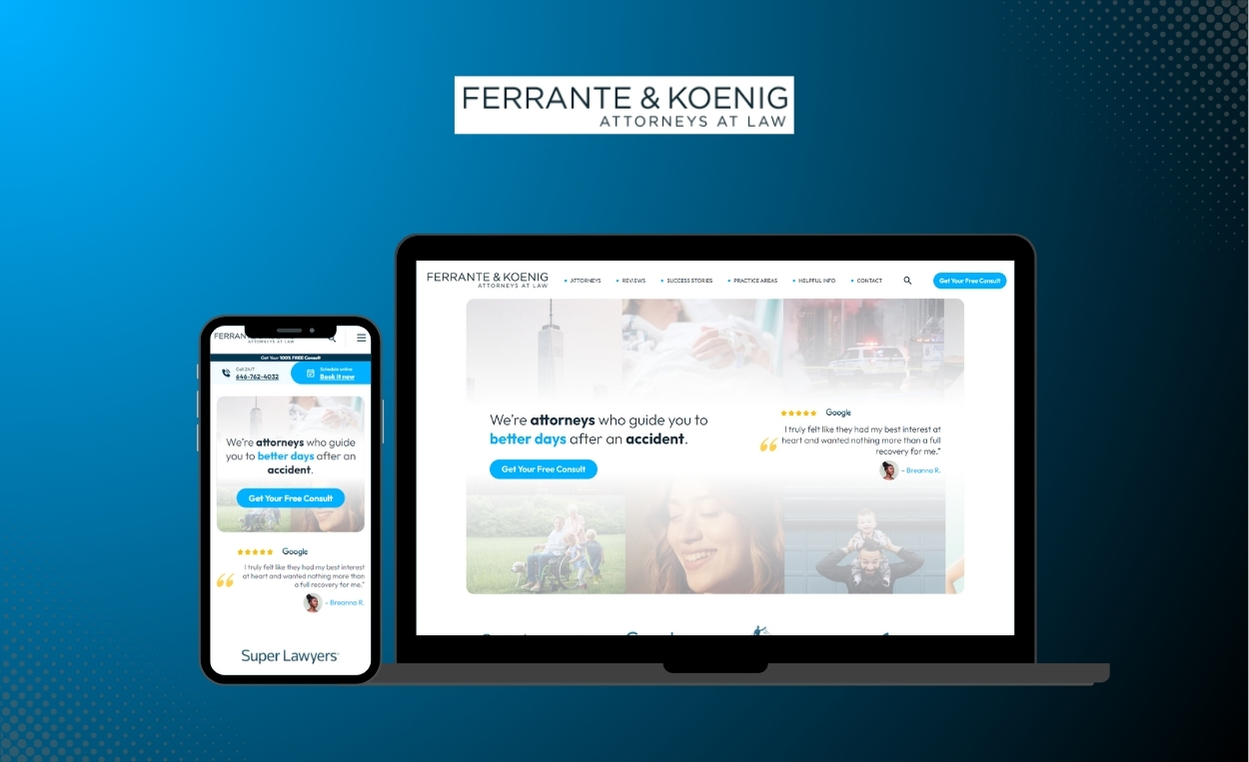 FERRANTE & KOENIG
ATTORNEYS AT LAW
FERRANTE & KOENIG
ATTORNEYS AT LAW
ATTORNEYS
REVIEWS
SUCCESS STORIES
PRACTICE AREAS
HELPFUL INFO
CONTACT
Get Your Free Consult
We're attorneys who guide you to
better days after an accident.
Get Your Free Consult
Google
“
I truly felt like they had my best interest at
heart and wanted nothing more than a full
recovery for me."
- Breanna R.
FERRAN
ATTORNEYS AT LAW
Get Your 100% FREE Consult
Call 24/7
646-762-4032
Schedule online
Book it now
We're attorneys who guide
you to better days after an
accident.
Get Your Free Consult
Google
“
I truly felt like they had my best interest
at heart and wanted nothing more than
a full recovery for me."
- Breanna R.
Super Lawyers